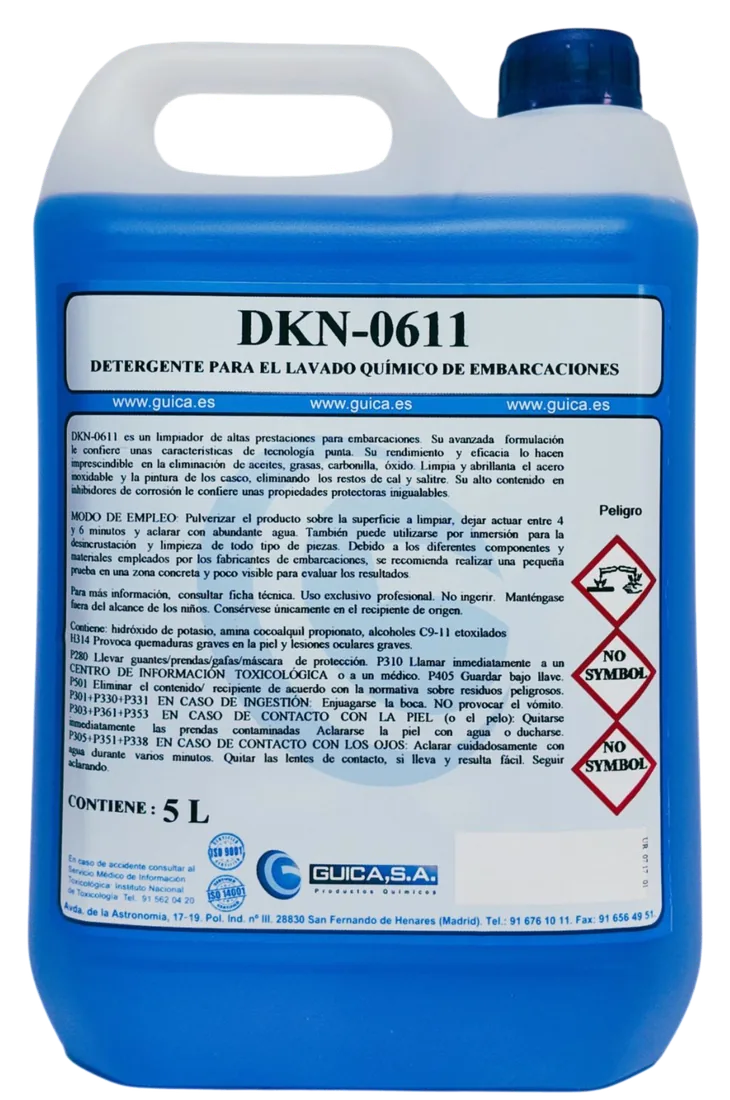 DKN-0611
DETERGENTE PARA EL LAVADO QUÍMICO DE EMBARCACIONES
www.guica.es www.guica.es www.guica.es
DKN-0611 es un limpiador de altas prestaciones para embarcaciones. Su avanzada formulación
le confiere unas caracteristicas de tecnología punta. Su rendimiento y eficacia lo hacen
imprescindible en la eliminación de aceites, grasas, carbonilla, óxido. Limpia y abrillanta el acero
inoxidable y la pintura de los casco, eliminando los restos de cal y salitre. Su alto contenido en
inhibidores de corrosión le confiere unas propiedades protectoras inigualables.
MODO DE EMPLEO: Pulverizar el producto sobre la superficie a limpiar, dejar actuar entre 4
y 6 minutos y aclarar con abundante agua. También puede utilizarse por inmersión para la
desincrustación y limpieza de todo tipo de piezas. Debido a los diferentes componentes y
materiales empleados por los fabricantes de embarcaciones, se recomienda realizar una pequeña
prueba en una zona concreta y poco visible para evaluar los resultados.
Para más información, consultar ficha técnica. Uso exclusivo profesional. No ingerir. Manténgase
fuera del alcance de los niños. Consérvese únicamente en el recipiente de origen.
Contiene: hidróxido de potasio, amina cocoalquil propionato, alcoholes C9-11 etoxilados
H314 Provoca quemaduras graves en la piel y lesiones oculares graves.
P280 Llevar guantes/prendas/gafas/máscara de protección. P310 Llamar inmediatamente a un
CENTRO DE INFORMACIÓN TOXICOLÓGICA o a un médico. P405 Guardar bajo llave.
P501 Eliminar el contenido/ recipiente de acuerdo con la normativa sobre residuos peligrosos.
P301+P330+P331 EN CASO DE INGESTIÓN: Enjuagarse la boca. NO provocar el vómito.
P303+P361+P353 EN CASO DE CONTACTO CON LA PIEL (o el pelo): Quitarse
inmediatamente las prendas contaminadas Aclararse la piel con agua o ducharse.
P305+P351+P338 EN CASO DE CONTACTO CON LOS OJOS: Aclarar cuidadosamente con
agua durante varios minutos. Quitar las lentes de contacto, si lleva y resulta fácil. Seguir
aclarando.
Peligro
NO
SYMBOL
NO
SYMBOL
CONTIENE : 5 L
En caso de accidente consultar al
Servicio Médico de Información
Toxicológica Instituto Nacional
de Toxicología Tel. 91 562 04 20
ISO 9001
ISO 14001
GUICA,S.A.
Productos Químicos
Avda. de la Astronomía, 17-19. Pol. Ind. nº III. 28830 San Fernando de Henares (Madrid). Tel.: 91 676 10 11. Fax: 91 656 49 51.